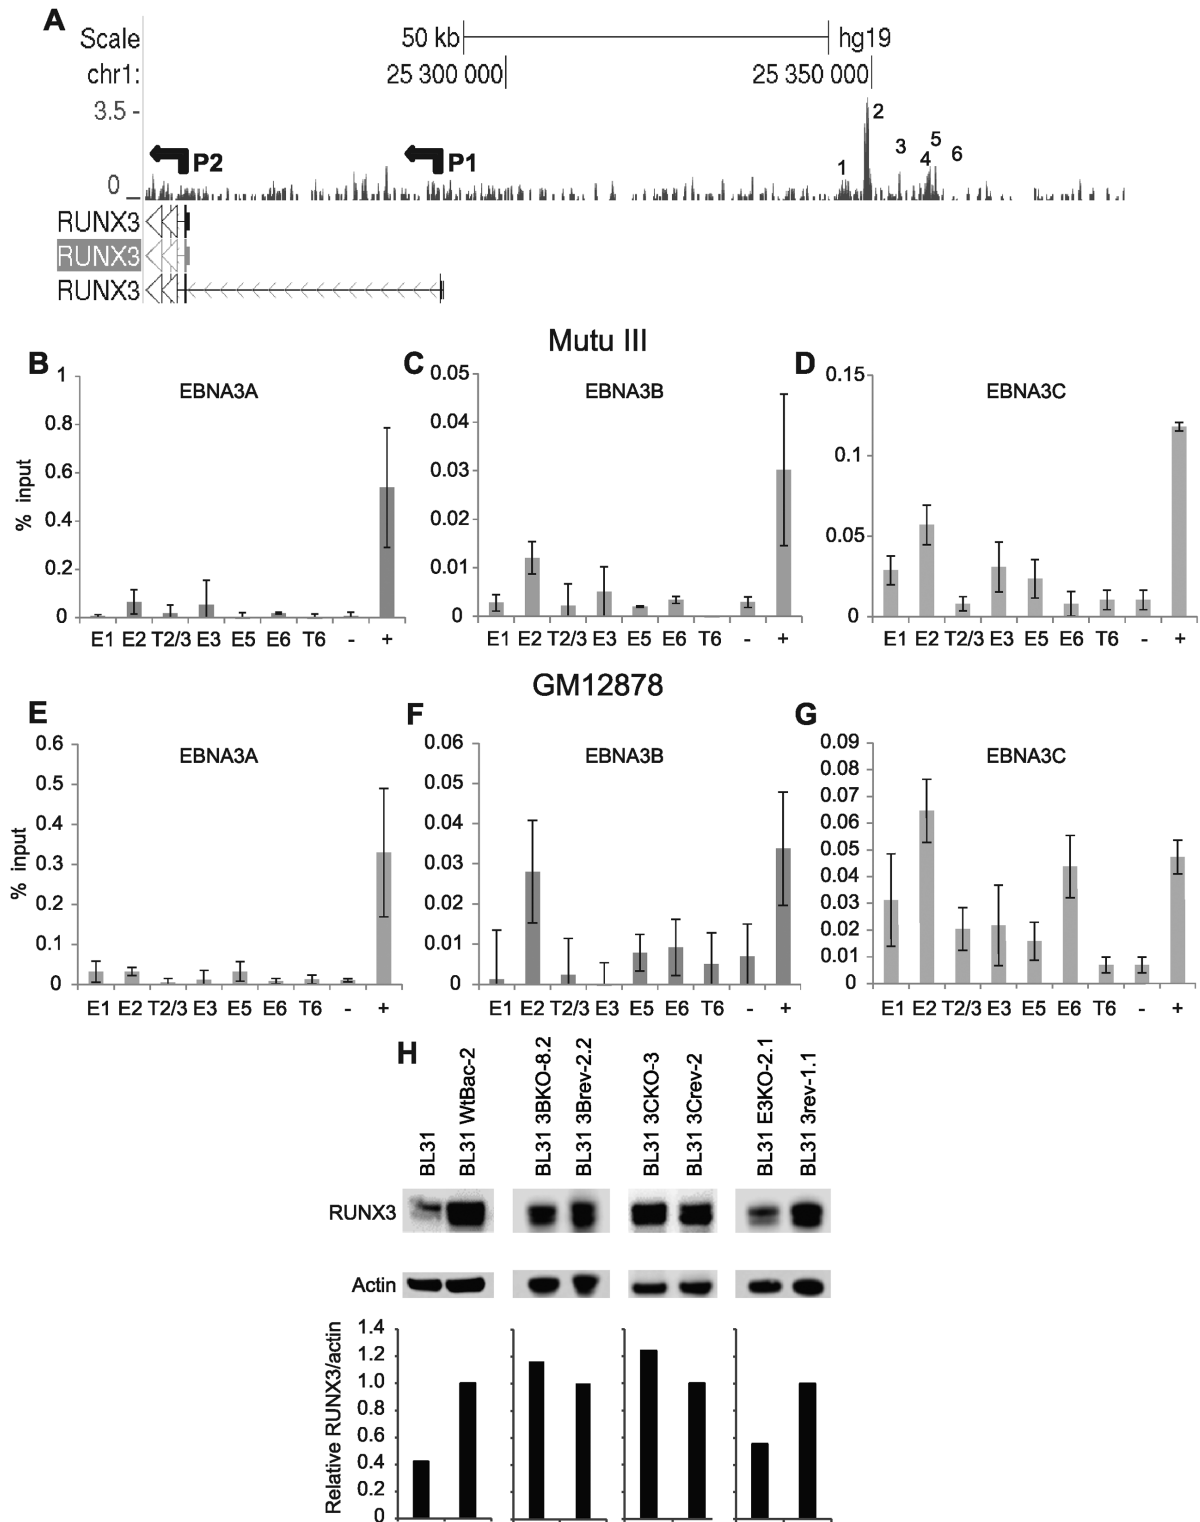 A
Scale 50 kb hg19
chr1: 25 300 000 25 350 000
3.5 -
0 _
P2 P1
1 2 3 4 5 6
RUNX3
RUNX3
RUNX3
Mutu III
B
EBNA3A
% input
1
0.8
0.6
0.4
0.2
0
E1 E2 T2/3 E3 E5 E6 T6 - +
C
EBNA3B
0.05
0.04
0.03
0.02
0.01
0
E1 E2 T2/3 E3 E5 E6 T6 - +
D
EBNA3C
0.15
0.1
0.05
0
E1 E2 T2/3 E3 E5 E6 T6 - +
GM12878
E
EBNA3A
% input
0.6
0.5
0.4
0.3
0.2
0.1
0
E1 E2 T2/3 E3 E5 E6 T6 - +
F
EBNA3B
0.06
0.05
0.04
0.03
0.02
0.01
0
E1 E2 T2/3 E3 E5 E6 T6 - +
G
EBNA3C
0.09
0.08
0.07
0.06
0.05
0.04
0.03
0.02
0.01
0
E1 E2 T2/3 E3 E5 E6 T6 - +
H
BL31
BL31 WtBac-2
BL31 3BKO-8.2
BL31 3Brev-2.2
BL31 3CKO-3
BL31 3Crev-2
BL31 E3KO-2.1
BL31 3rev-1.1
RUNX3
Actin
Relative RUNX3/actin
1.4
1.2
1.0
0.8
0.6
0.4
0.2
0